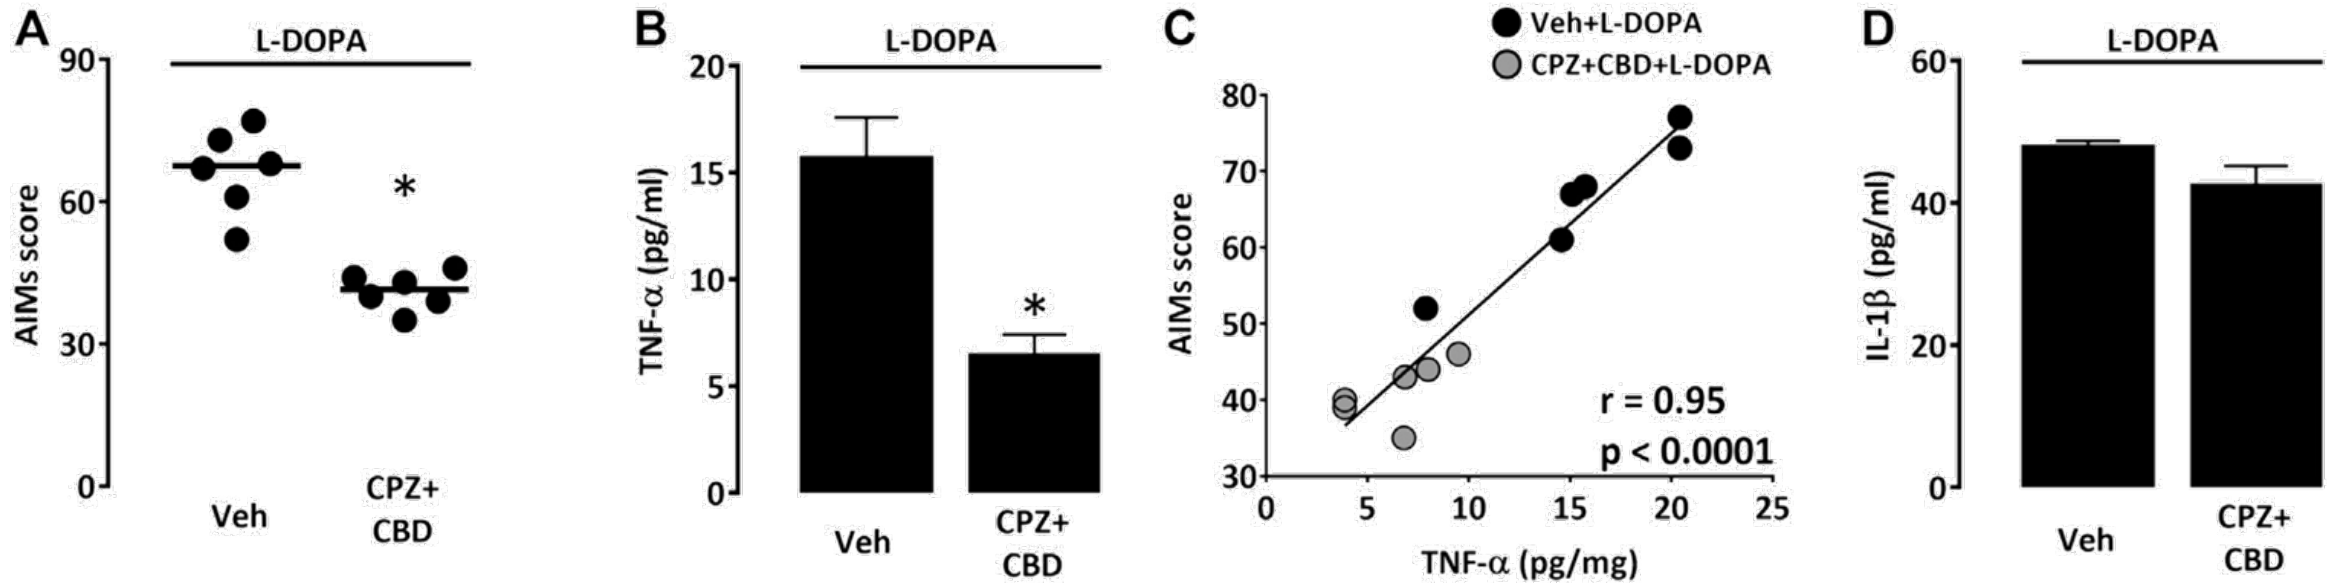 A
L-DOPA
90
60
30
0
AIMs score
*
Veh
CPZ+
CBD
B
L-DOPA
20
15
10
5
0
TNF-α (pg/ml)
*
Veh
CPZ+
CBD
C
Veh+L-DOPA
CPZ+CBD+L-DOPA
80
70
60
50
40
30
AIMs score
r = 0.95
p < 0.0001
0 5 10 15 20 25
TNF-α (pg/mg)
D
L-DOPA
60
40
20
0
IL-1β (pg/ml)
Veh
CPZ+
CBD